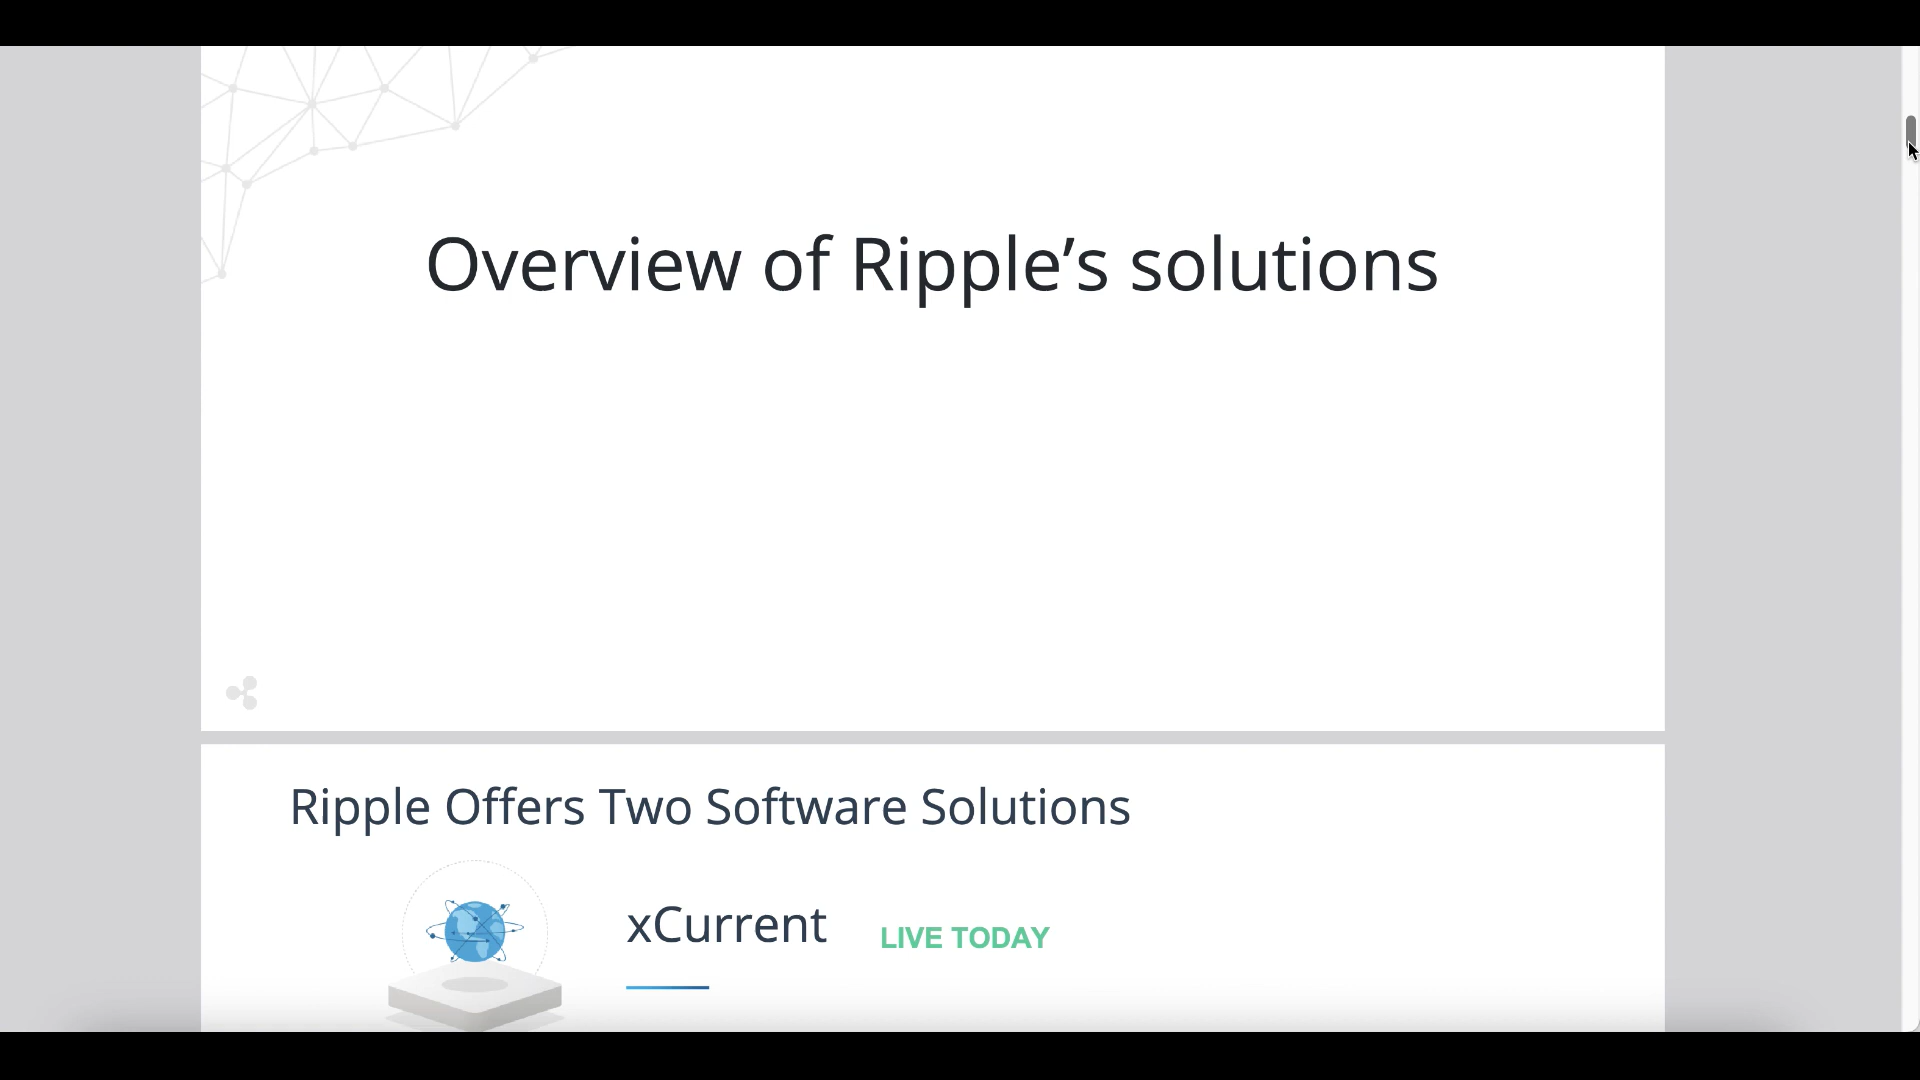 Overview of Ripple’s solutions
Ripple Offers Two Software Solutions
xCurrent
LIVE TODAY